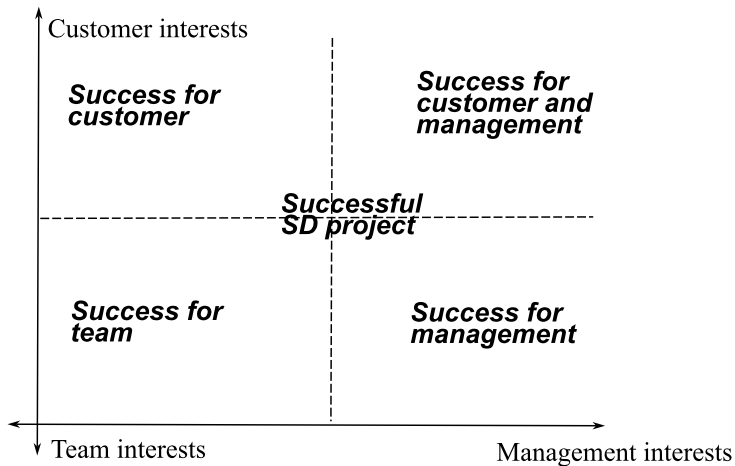 Customer interests
Success for
customer
Success for
customer and
management
Successful
SD project
Success for
team
Success for
management
Team interests
Management interests